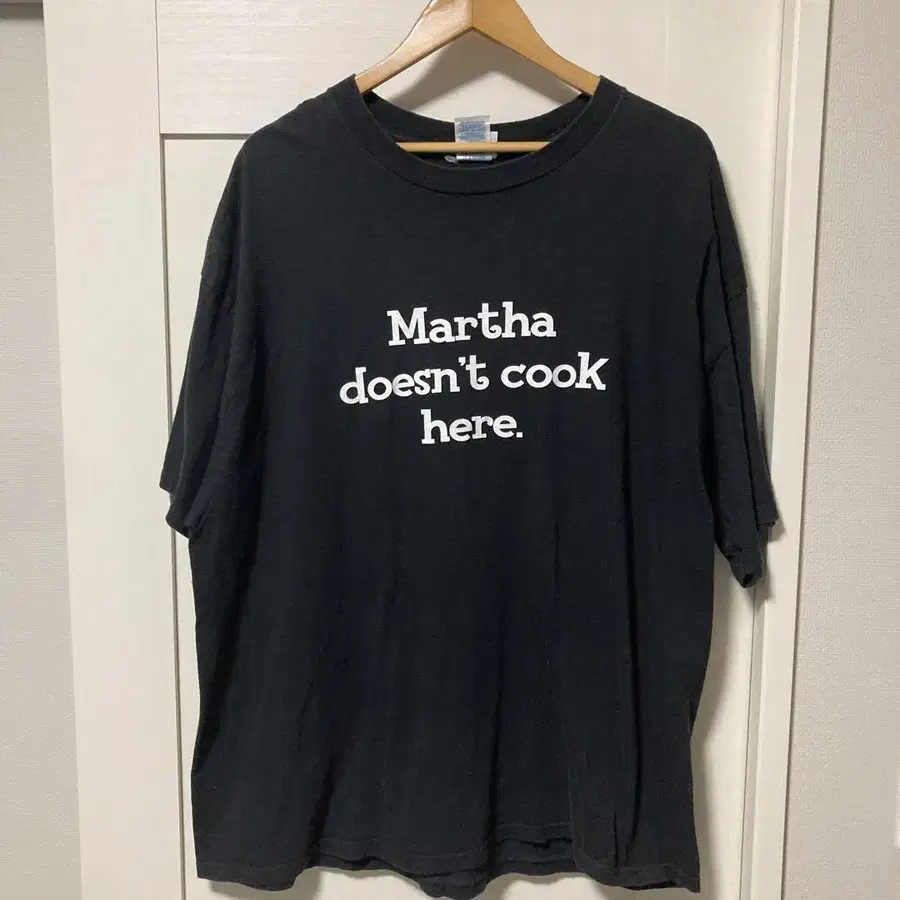 Martha
doesn't cook
here.